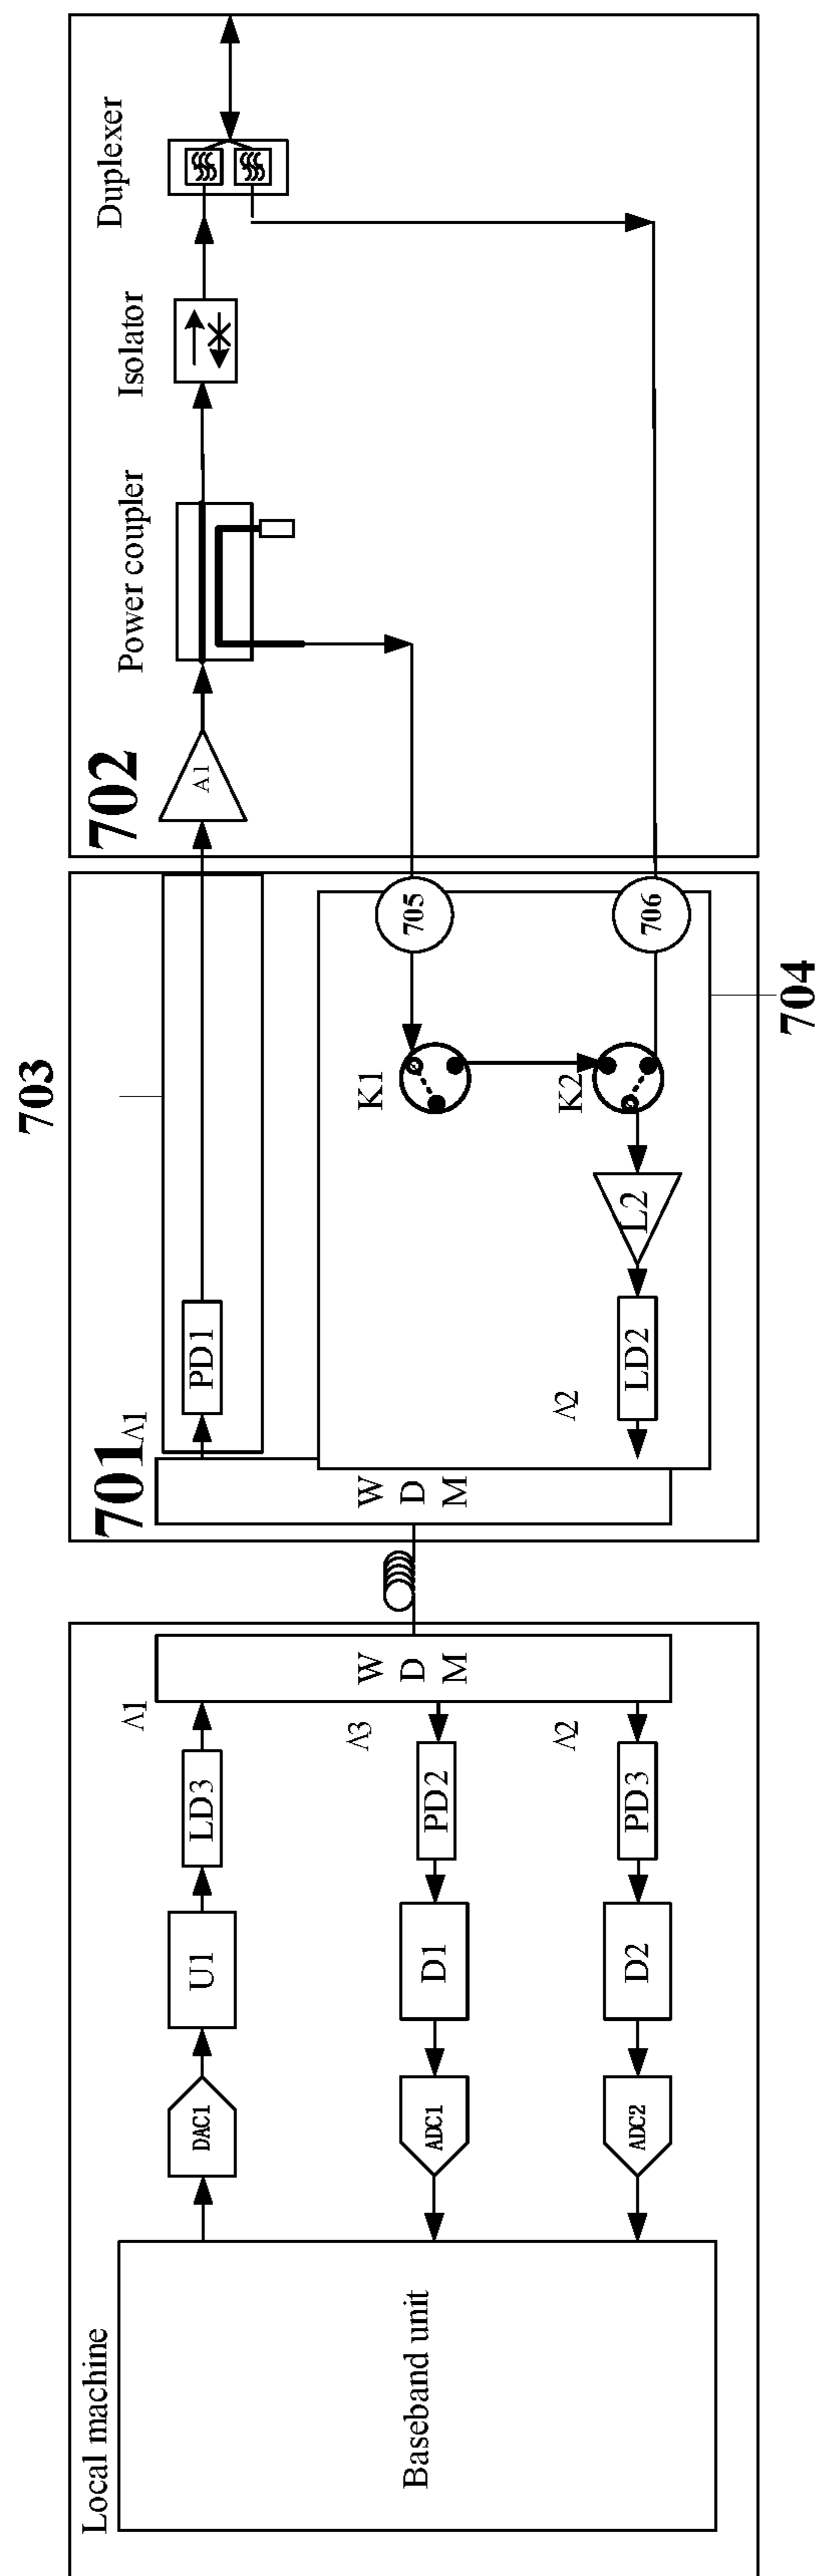 Local machine
Baseband unit
DAC1
U1
LD3
Λ1
ADC1
D1
PD2
Λ3
ADC2
D2
PD3
Λ2
W
D
M
W
D
M
701
Λ1
PD1
703
Λ2
LD2
L2
K1
K2
704
705
706
702
A1
Power coupler
Isolator
Duplexer